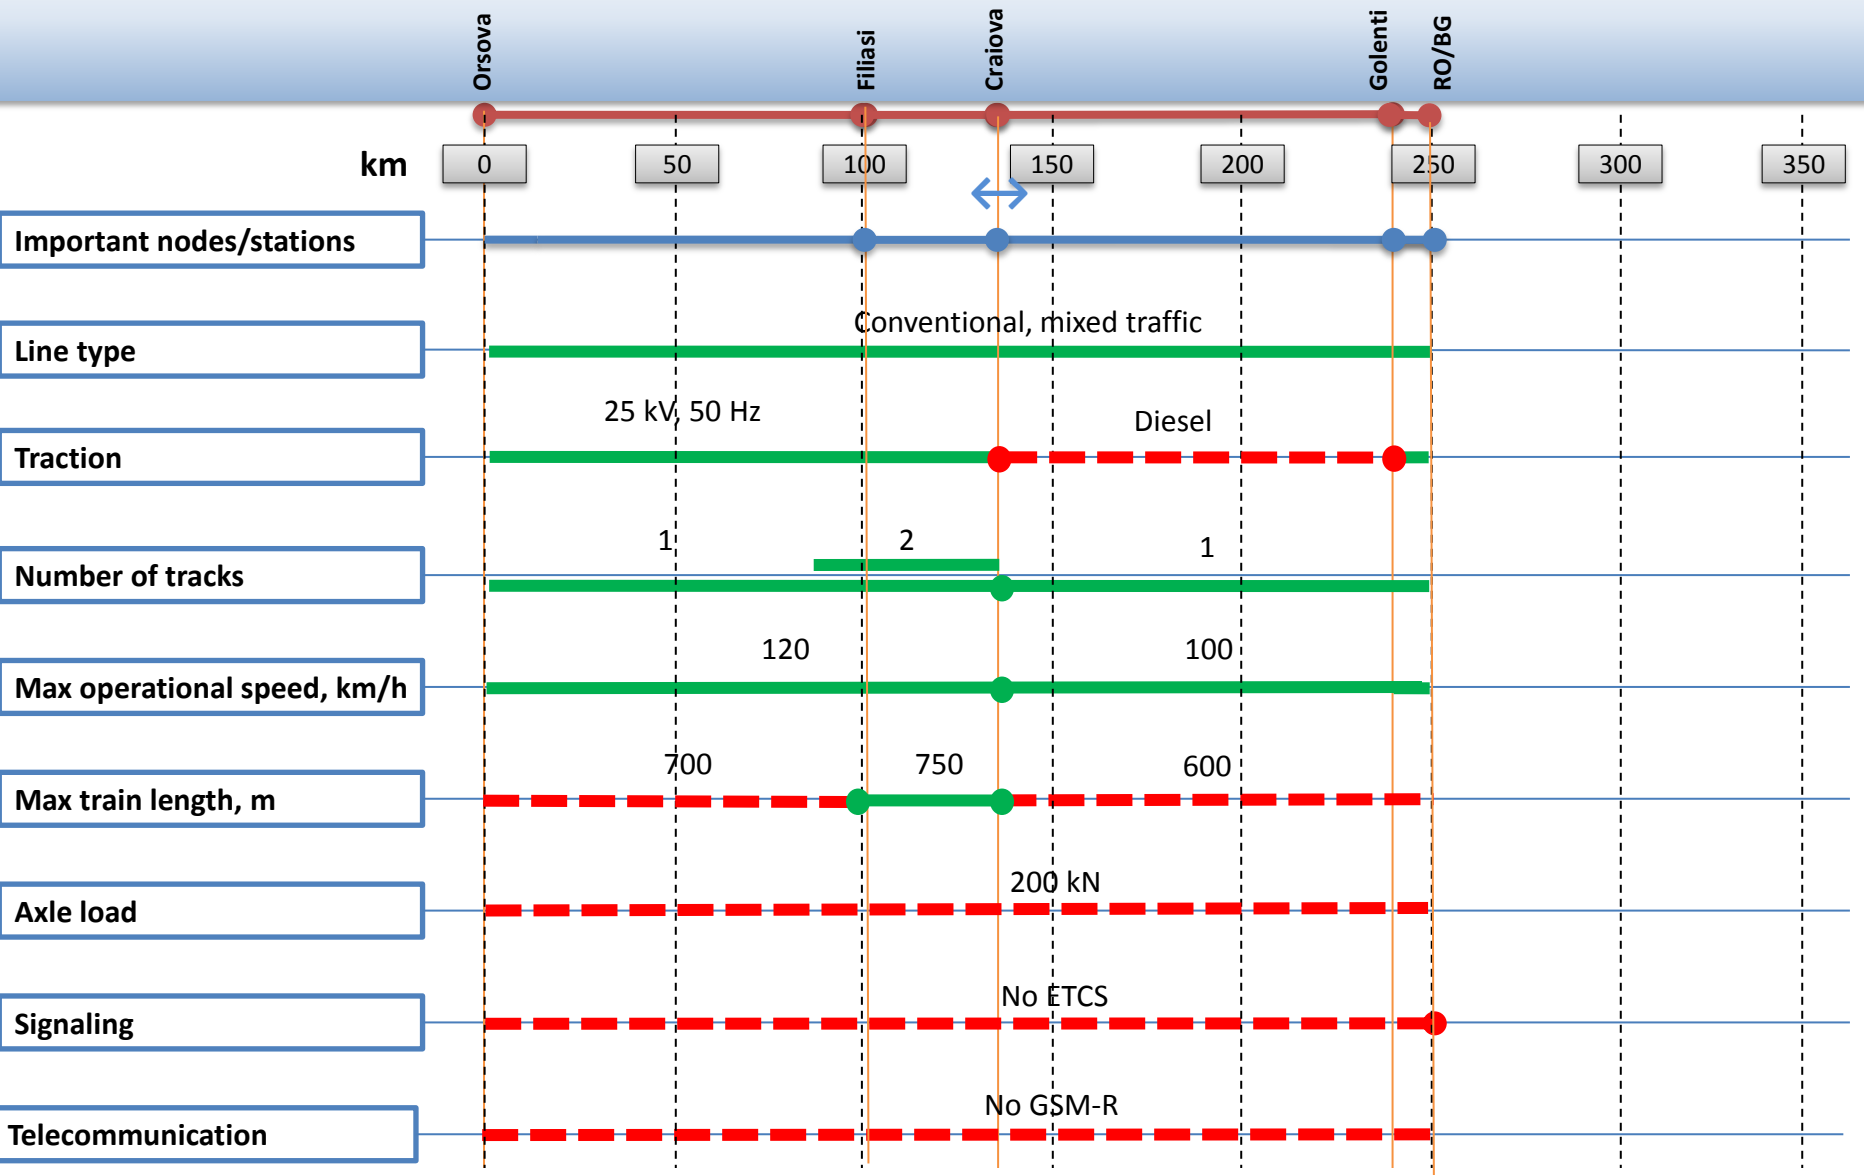 Orsova
Filiasi
Craiova
Golenti
RO/BG
km
0
50
100
150
200
250
300
350
Important nodes/stations
Conventional, mixed traffic
Line type
25 kV, 50 Hz
Diesel
Traction
1
2
1
Number of tracks
120
100
Max operational speed, km/h
700
750
600
Max train length, m
200 kN
Axle load
No ETCS
Signaling
No GSM-R
Telecommunication